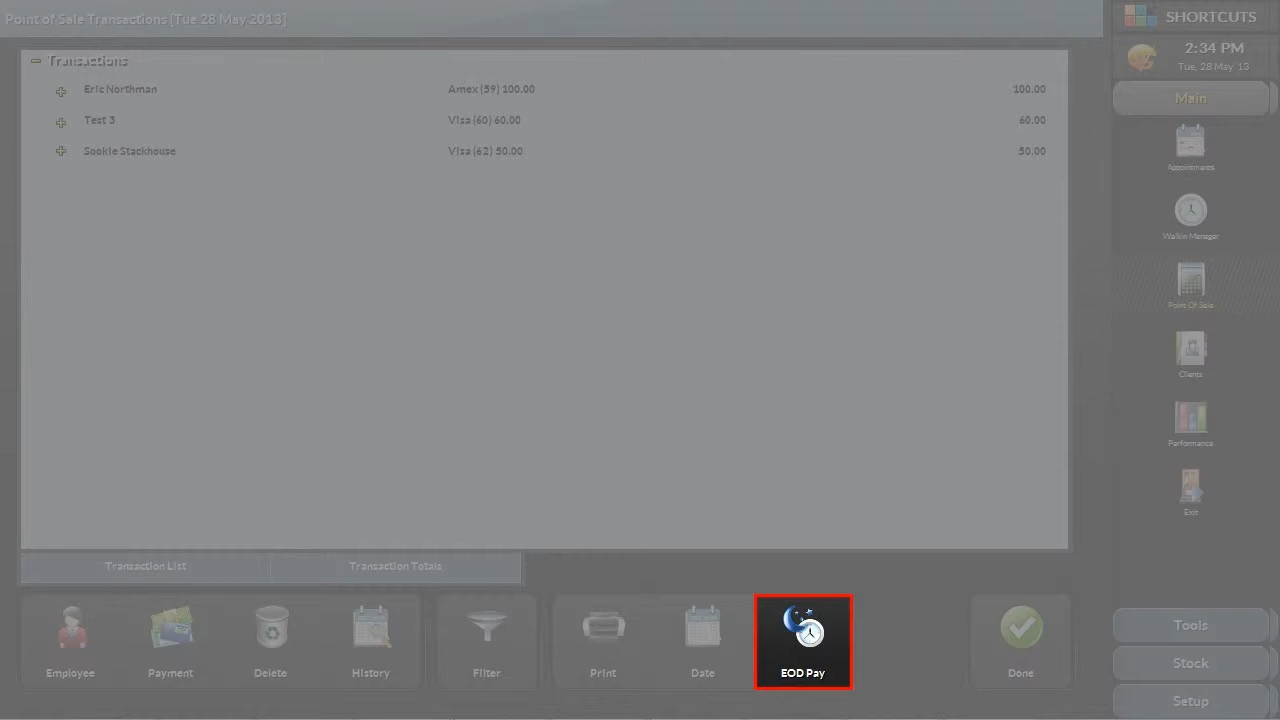 Point of Sale Transactions [Tue 28 May 2013]
SHORTCUTS
2:34 PM
Tue, 28 May '13
Main
Transactions
Eric Northman Amex (59) 100.00 100.00
Test 3 Visa (60) 60.00 60.00
Sookie Stackhouse Visa (62) 50.00 50.00
Appointments
Walkin Manager
Point Of Sale
Clients
Performance
Exit
Transaction List Transaction Totals
Employee Payment Delete History Filter Print Date EOD Pay Done
Tools
Stock
Setup